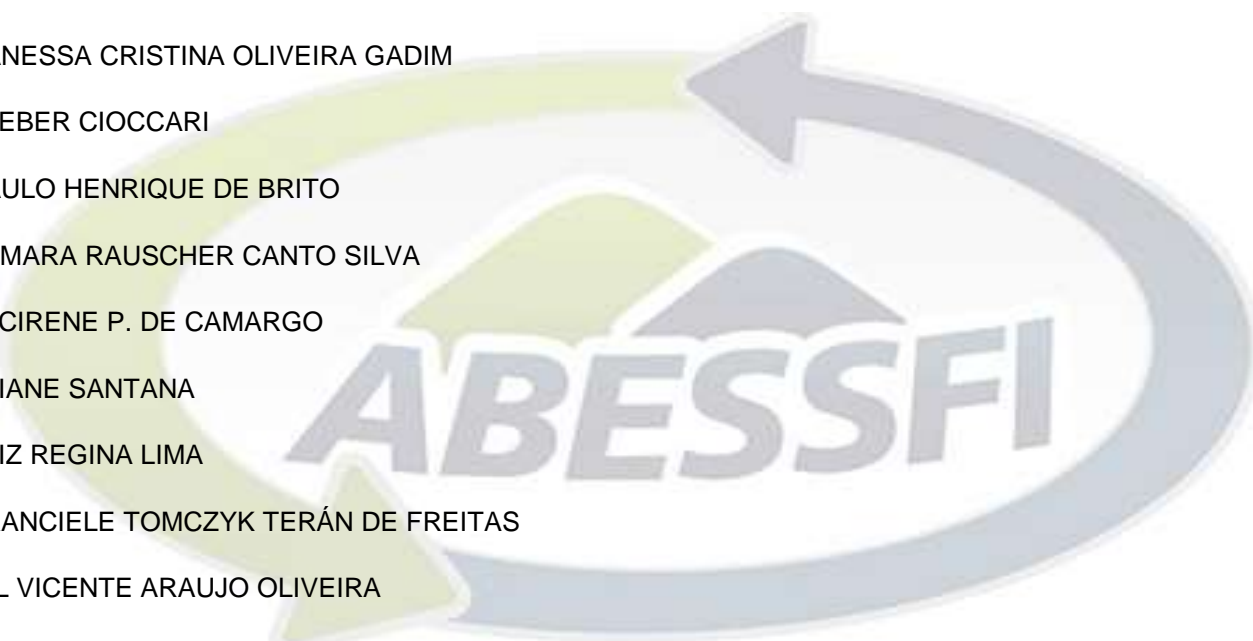 ANESSA CRISTINA OLIVEIRA GADIM
EBER CIOCCARI
AULO HENRIQUE DE BRITO
MARA RAUSCHER CANTO SILVA
CIRENE P. DE CAMARGO
IANE SANTANA
IZ REGINA LIMA
ANCIELE TOMCZYK TERÁN DE FREITAS
L VICENTE ARAUJO OLIVEIRA
ABESSFI